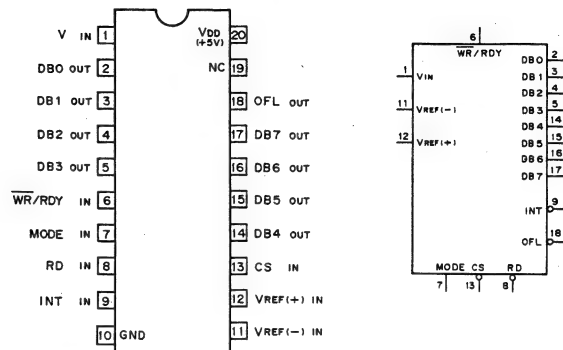 V IN 1
DB0 OUT 2
DB1 OUT 3
DB2 OUT 4
DB3 OUT 5
WR/RDY IN 6
MODE IN 7
RD IN 8
INT IN 9
10 GND
VDD 20
(+5V)
NC 19
18 OFL OUT
17 DB7 OUT
16 DB6 OUT
15 DB5 OUT
14 DB4 OUT
13 CS IN
12 VREF(+) IN
11 VREF(-) IN
6
WR/RDY
1 VIN
11 VREF(-)
12 VREF(+)
DB0 2
DB1 3
DB2 4
DB3 5
DB4 14
DB5 15
DB6 16
DB7 17
INT 9
OFL 18
MODE CS RD
7 13 8